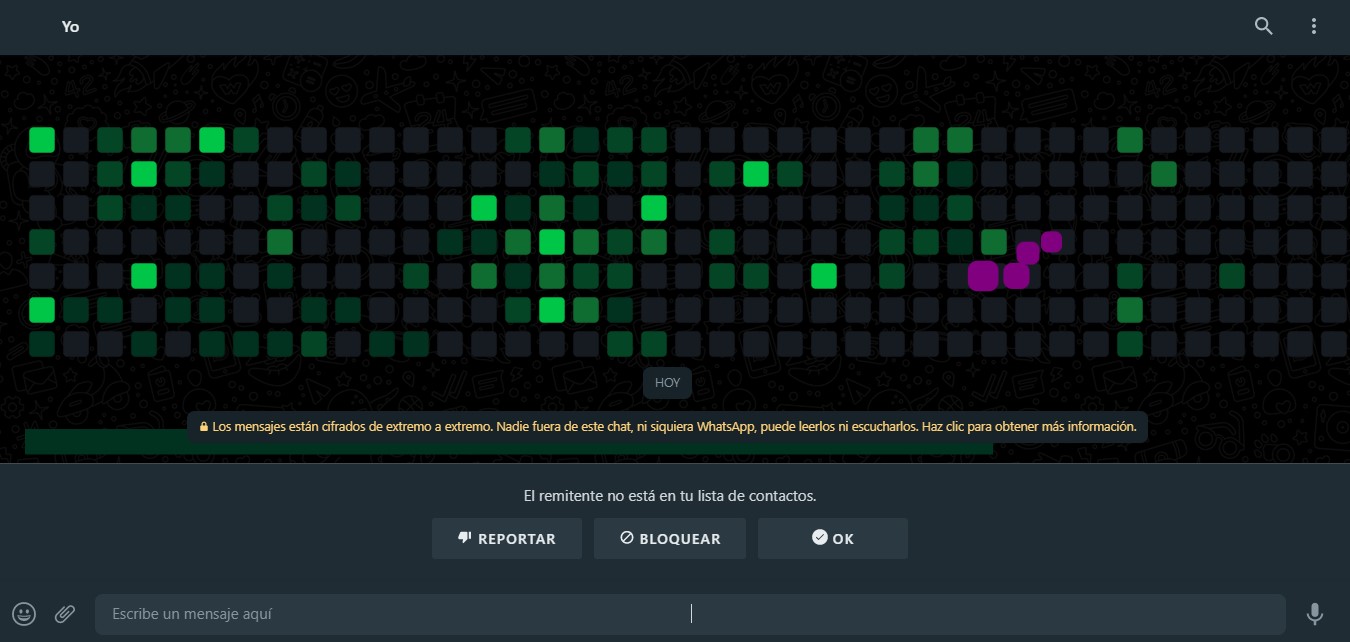 Yo
HOY
Los mensajes están cifrados de extremo a extremo. Nadie fuera de este chat, ni siquiera WhatsApp, puede leerlos ni escucharlos. Haz clic para obtener más información.
El remitente no está en tu lista de contactos.
REPORTAR
BLOQUEAR
OK
Escribe un mensaje aquí